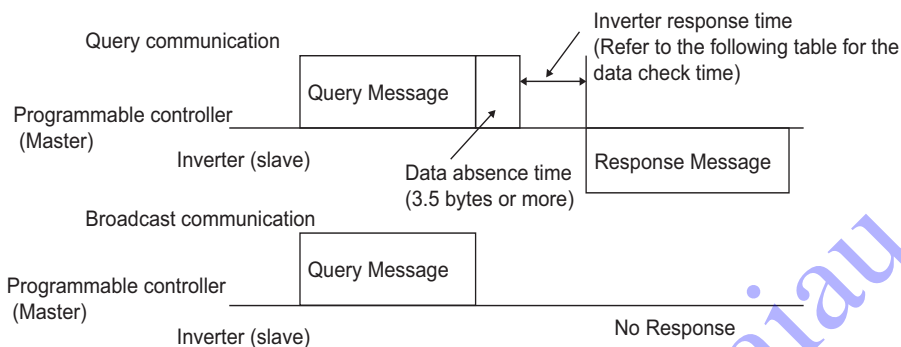 Query communication
Inverter response time
(Refer to the following table for the
data check time)
Query Message
Programmable controller
(Master)
Inverter (slave)
Data absence time
(3.5 bytes or more)
Response Message
Broadcast communication
Query Message
Programmable controller
(Master)
Inverter (slave)
No Response